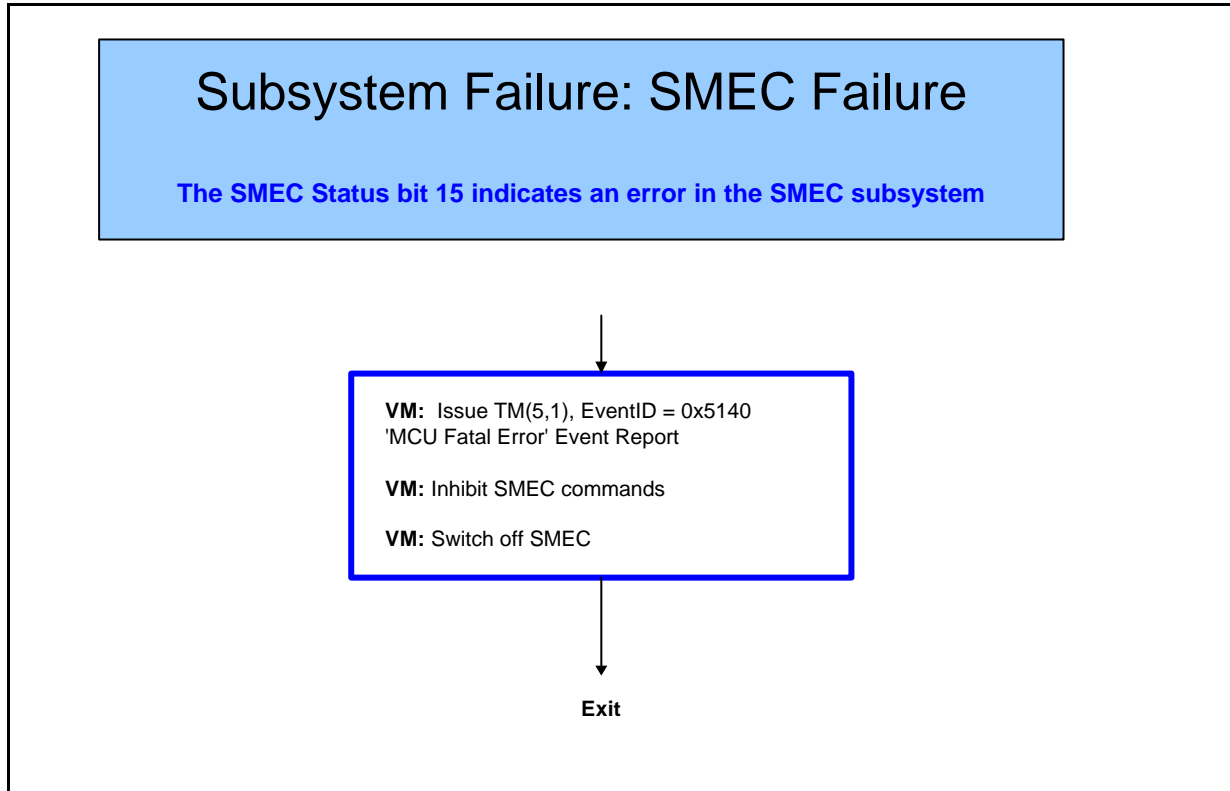 Subsystem Failure: SMEC Failure
The SMEC Status bit 15 indicates an error in the SMEC subsystem
VM: Issue TM(5,1), EventID = 0x5140
'MCU Fatal Error' Event Report
VM: Inhibit SMEC commands
VM: Switch off SMEC
Exit